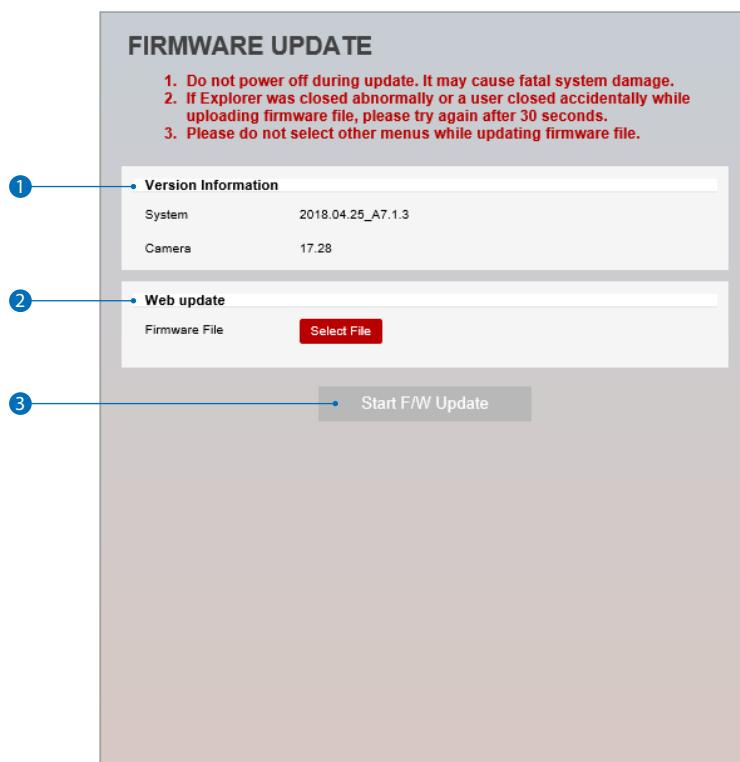 FIRMWARE UPDATE
1. Do not power off during update. It may cause fatal system damage.
2. If Explorer was closed abnormally or a user closed accidentally while
uploading firmware file, please try again after 30 seconds.
3. Please do not select other menus while updating firmware file.
1 Version Information
System 2018.04.25_A7.1.3
Camera 17.28
2 Web update
Firmware File Select File
3 Start F/W Update